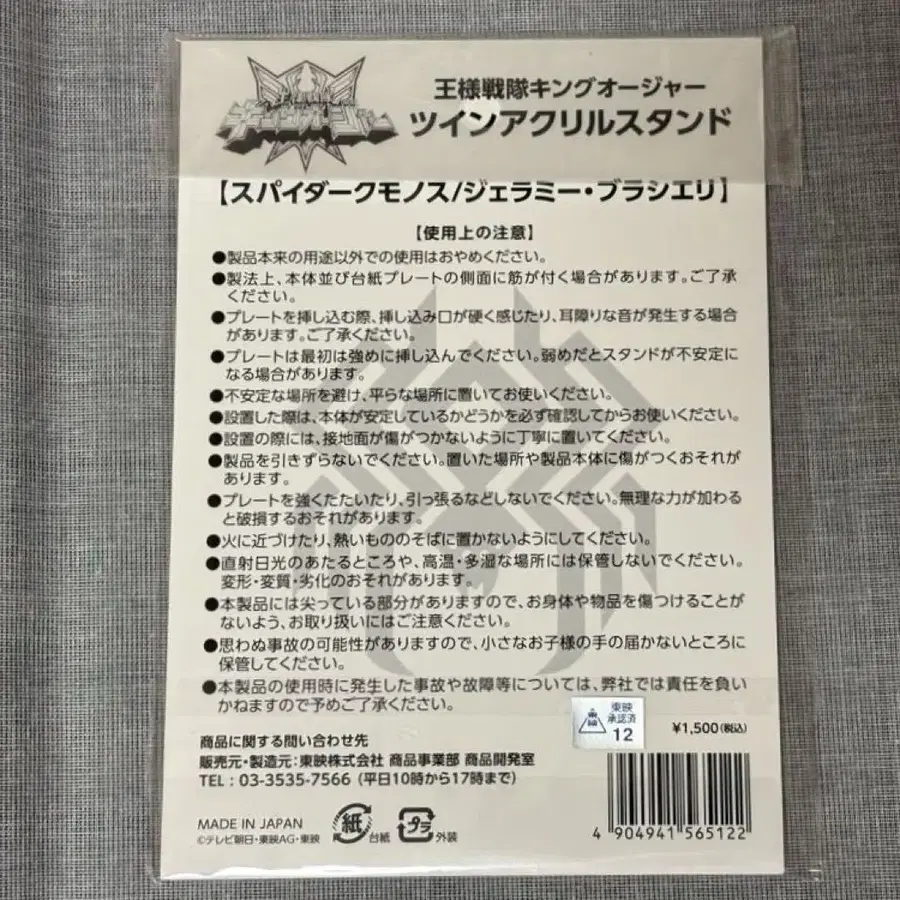 キングオージャー
王様戦隊キングオージャー
ツインアクリルスタンド
【スパイダークモノス/ジェラミー・ブラシエリ】
【使用上の注意】
●製品本来の用途以外での使用はおやめください。
●製法上、本体並び台紙プレートの側面に筋が付く場合があります。ご了承
ください。
●プレートを挿し込む際、挿し込み口が硬く感じたり、耳障りな音が発生する場合
があります。ご了承ください。
●プレートは最初は強めに挿し込んでください。弱めだとスタンドが不安定に
なる場合があります。
●不安定な場所を避け、平らな場所に置いてお使いください。
●設置した際は、本体が安定しているかどうかを必ず確認してからお使いください。
●設置の際には、接地面が傷がつかないように丁寧に置いてください。
●製品を引きずらないでください。置いた場所や製品本体に傷がつくおそれが
あります。
●プレートを強くたたいたり、引っ張るなどしないでください。無理な力が加わる
と破損するおそれがあります。
●火に近づけたり、熱いもののそばに置かないようにしてください。
●直射日光のあたるところや、高温・多湿な場所には保管しないでください。
変形・変質・劣化のおそれがあります。
●本製品には尖っている部分がありますので、お身体や物品を傷つけることが
ないよう、お取り扱いにはご注意ください。
●思わぬ事故の可能性がありますので、小さなお子様の手の届かないところに
保管してください。
●本製品の使用時に発生した事故や故障等については、弊社では責任を負い
かねますので予めご了承ください。
東映
東映
承認済
12
¥1,500(税込)
商品に関する問い合わせ先
販売元・製造元：東映株式会社 商品事業部 商品開発室
TEL：03-3535-7566（平日10時から17時まで）
MADE IN JAPAN
©テレビ朝日・東映AG・東映
紙 台紙
プラ 外装
4 904941 565122